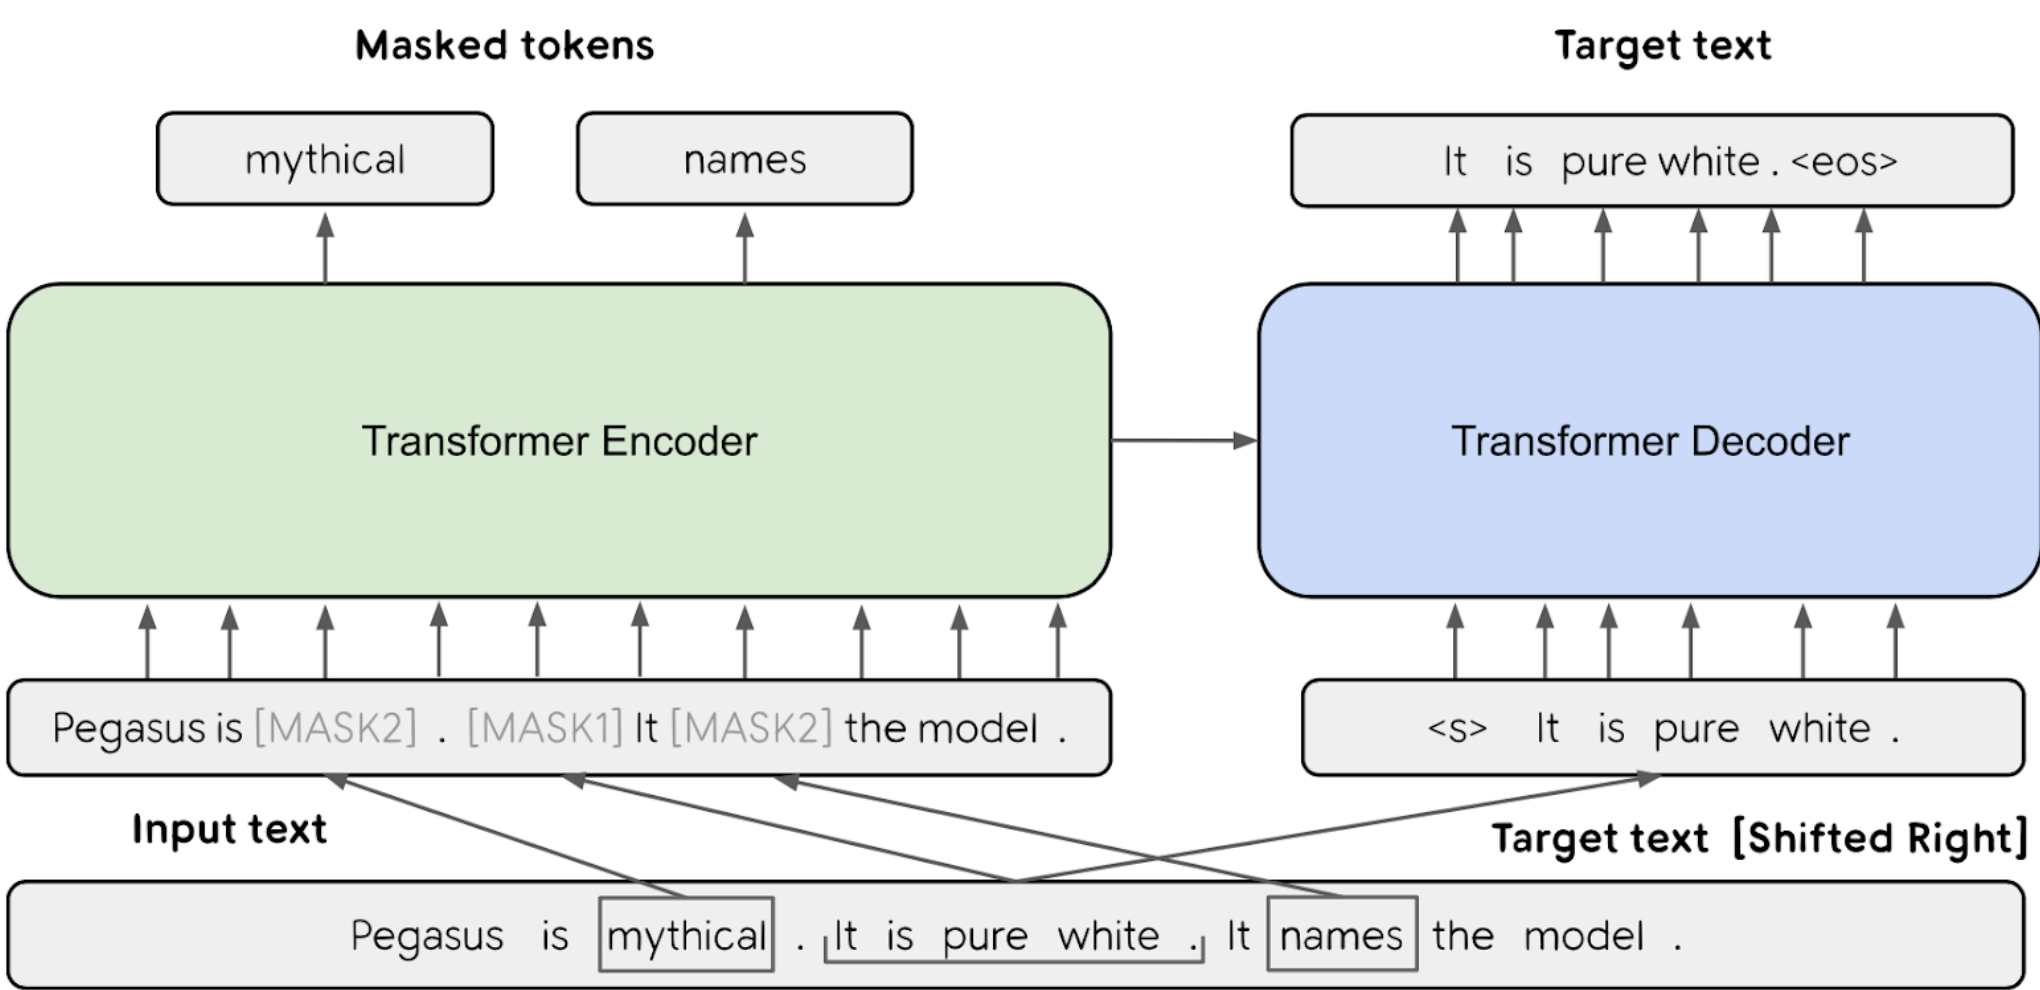 Masked tokens
Target text
mythical
names
It is pure white . <eos>
Transformer Encoder
Transformer Decoder
Pegasus is [MASK2] . [MASK1] It [MASK2] the model .
<s> It is pure white .
Input text
Target text [Shifted Right]
Pegasus is mythical . It is pure white . It names the model .